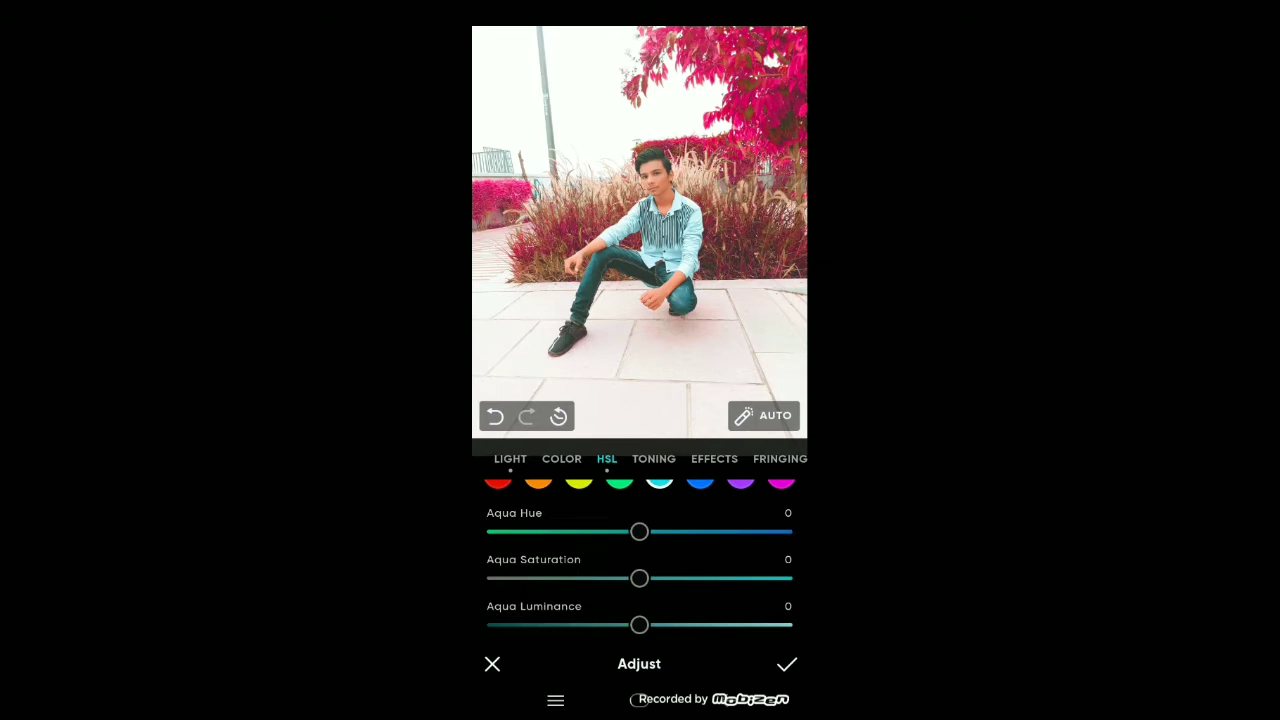 AUTO
LIGHT COLOR HSL TONING EFFECTS FRINGING
Aqua Hue 0
Aqua Saturation 0
Aqua Luminance 0
Adjust
Recorded by mobizen